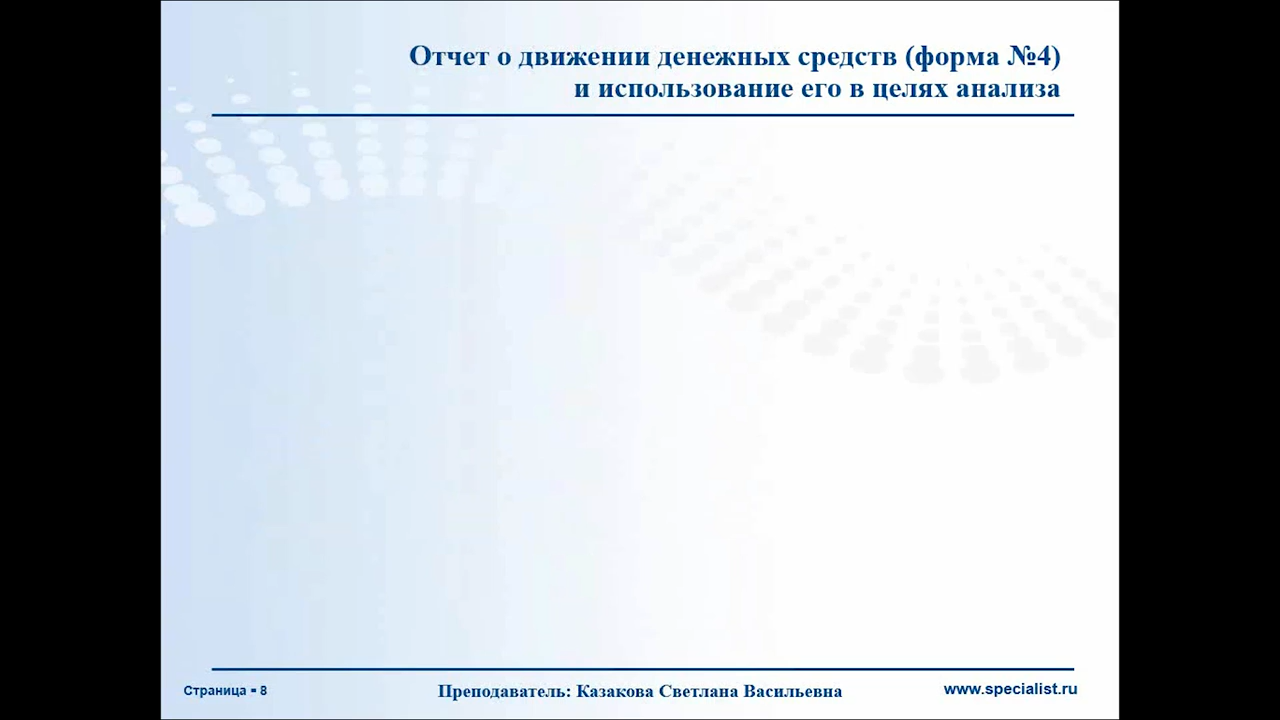 Отчет о движении денежных средств (форма №4)
и использование его в целях анализа
Страница ▪ 8
Преподаватель: Казакова Светлана Васильевна
www.specialist.ru